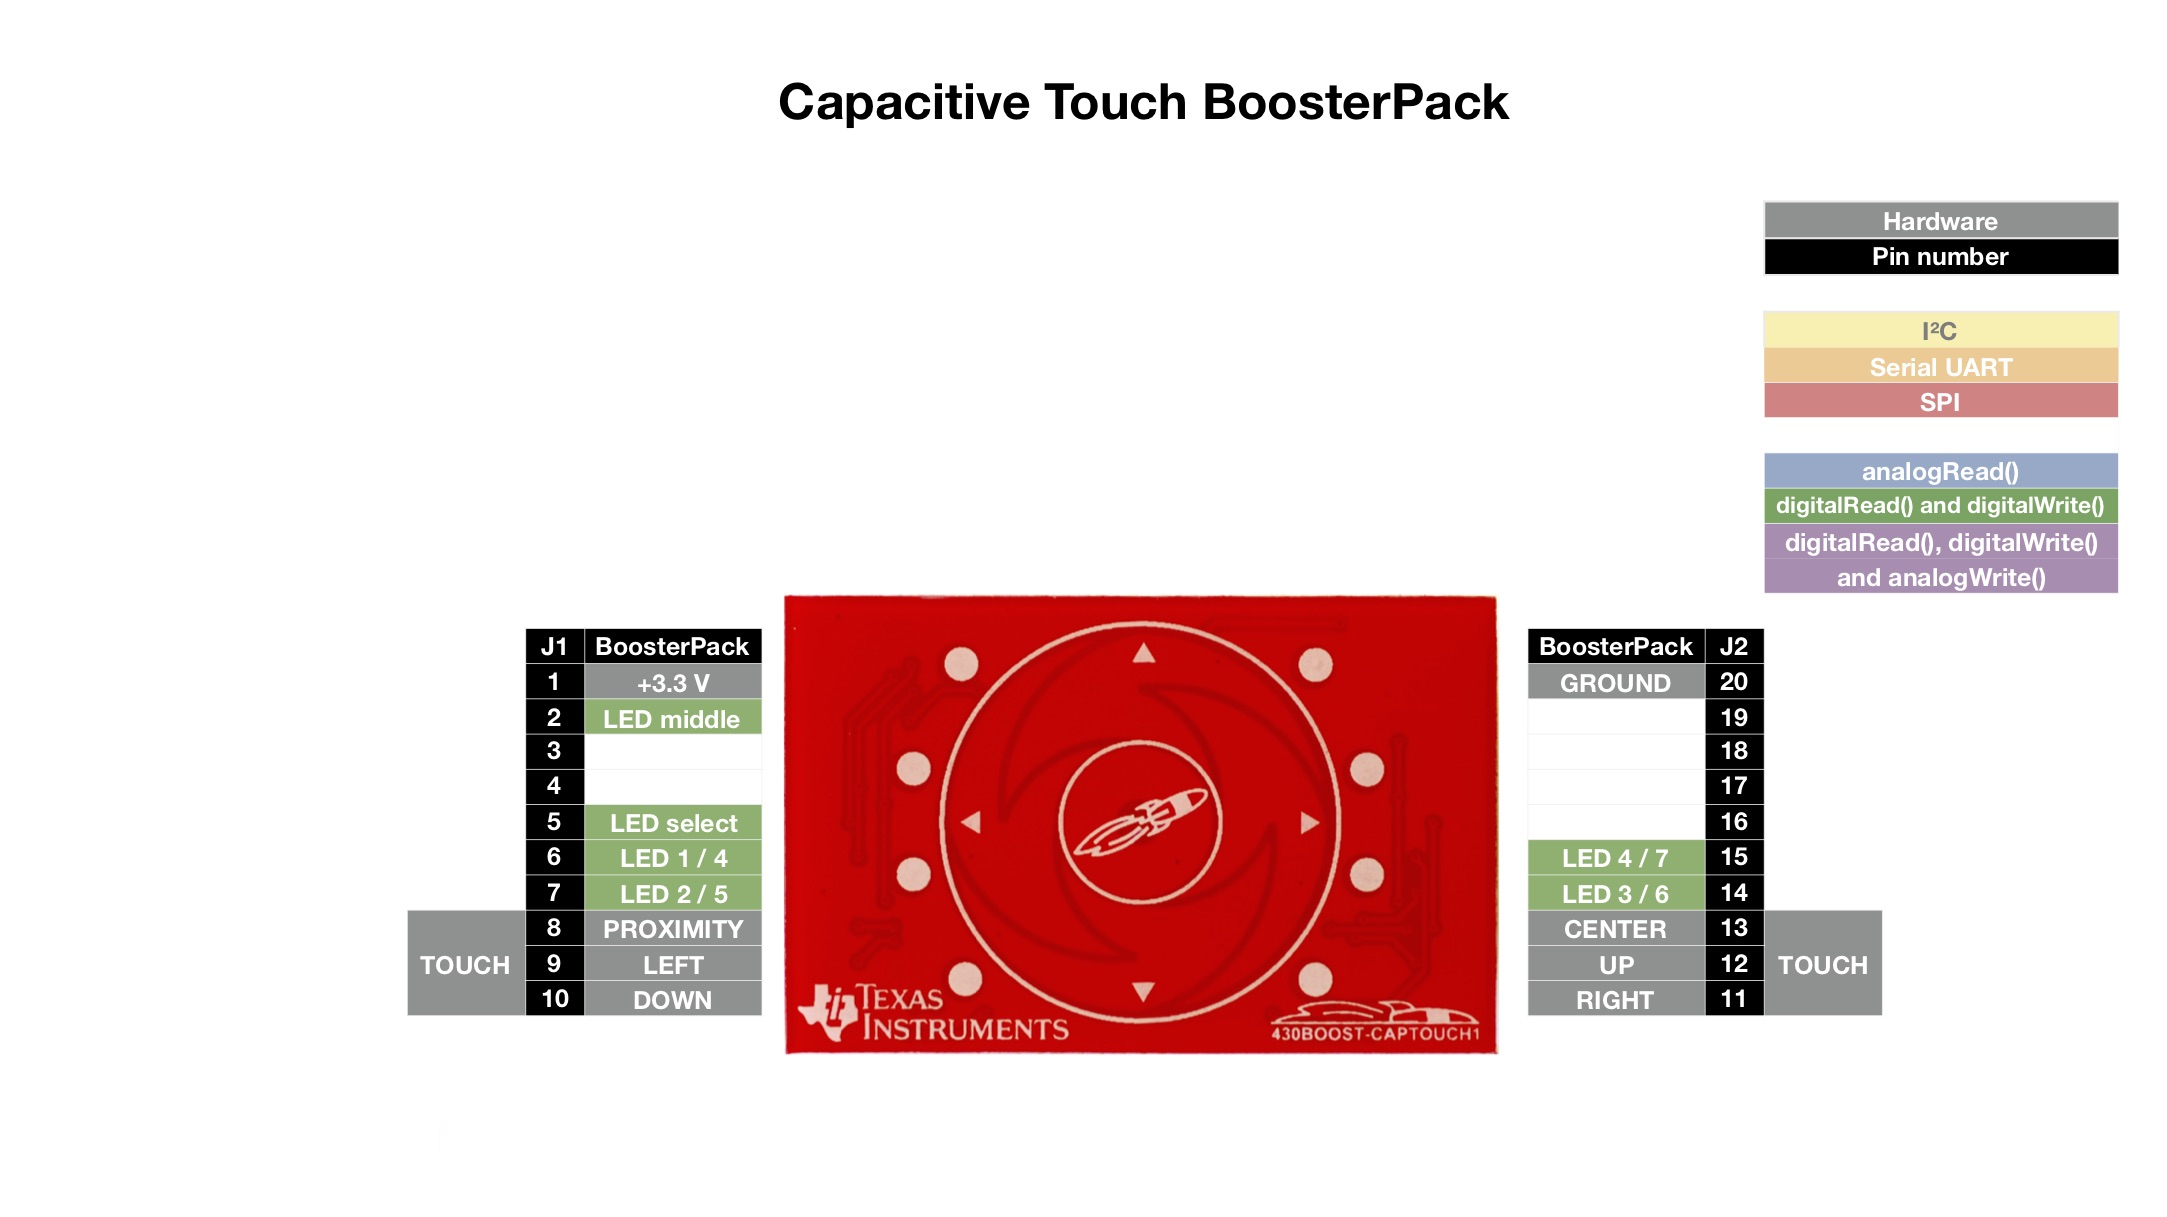 Capacitive Touch BoosterPack
Hardware
Pin number
I²C
Serial UART
SPI
analogRead()
digitalRead() and digitalWrite()
digitalRead(), digitalWrite()
and analogWrite()
J1 BoosterPack
1 +3.3 V
2 LED middle
3
4
5 LED select
6 LED 1 / 4
7 LED 2 / 5
8 PROXIMITY
TOUCH 9 LEFT
10 DOWN
TEXAS
INSTRUMENTS
430BOOST-CAPTOUCH1
BoosterPack J2
GROUND 20
19
18
17
16
LED 4 / 7 15
LED 3 / 6 14
CENTER 13
UP 12 TOUCH
RIGHT 11